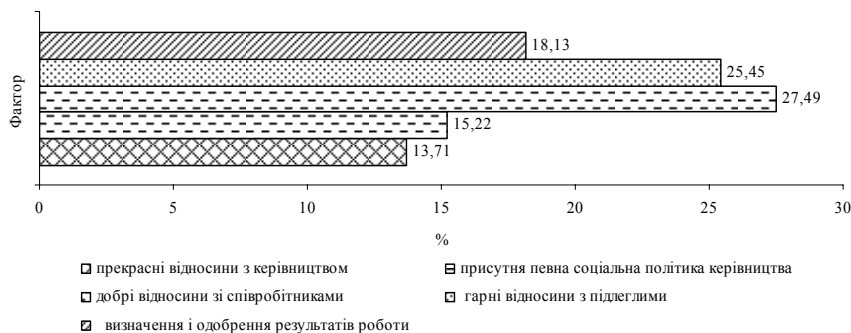 18,13
25,45
27,49
15,22
13,71
Фактор
0 5 10 15 20 25 30
%
прекрасні відносини з керівництвом
присутня певна соціальна політика керівництва
добрі відносини зі співробітниками
гарні відносини з підлеглими
визначення і одобрення результатів роботи